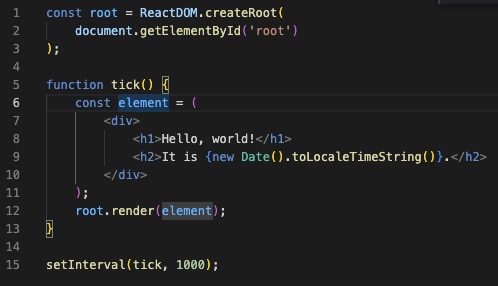 1 const root = ReactDOM.createRoot(
2     document.getElementById('root')
3 );
4
5 function tick() {
6     const element = (
7         <div>
8             <h1>Hello, world!</h1>
9             <h2>It is {new Date().toLocaleTimeString()}.</h2>
10         </div>
11     );
12     root.render(element);
13 }
14
15 setInterval(tick, 1000);